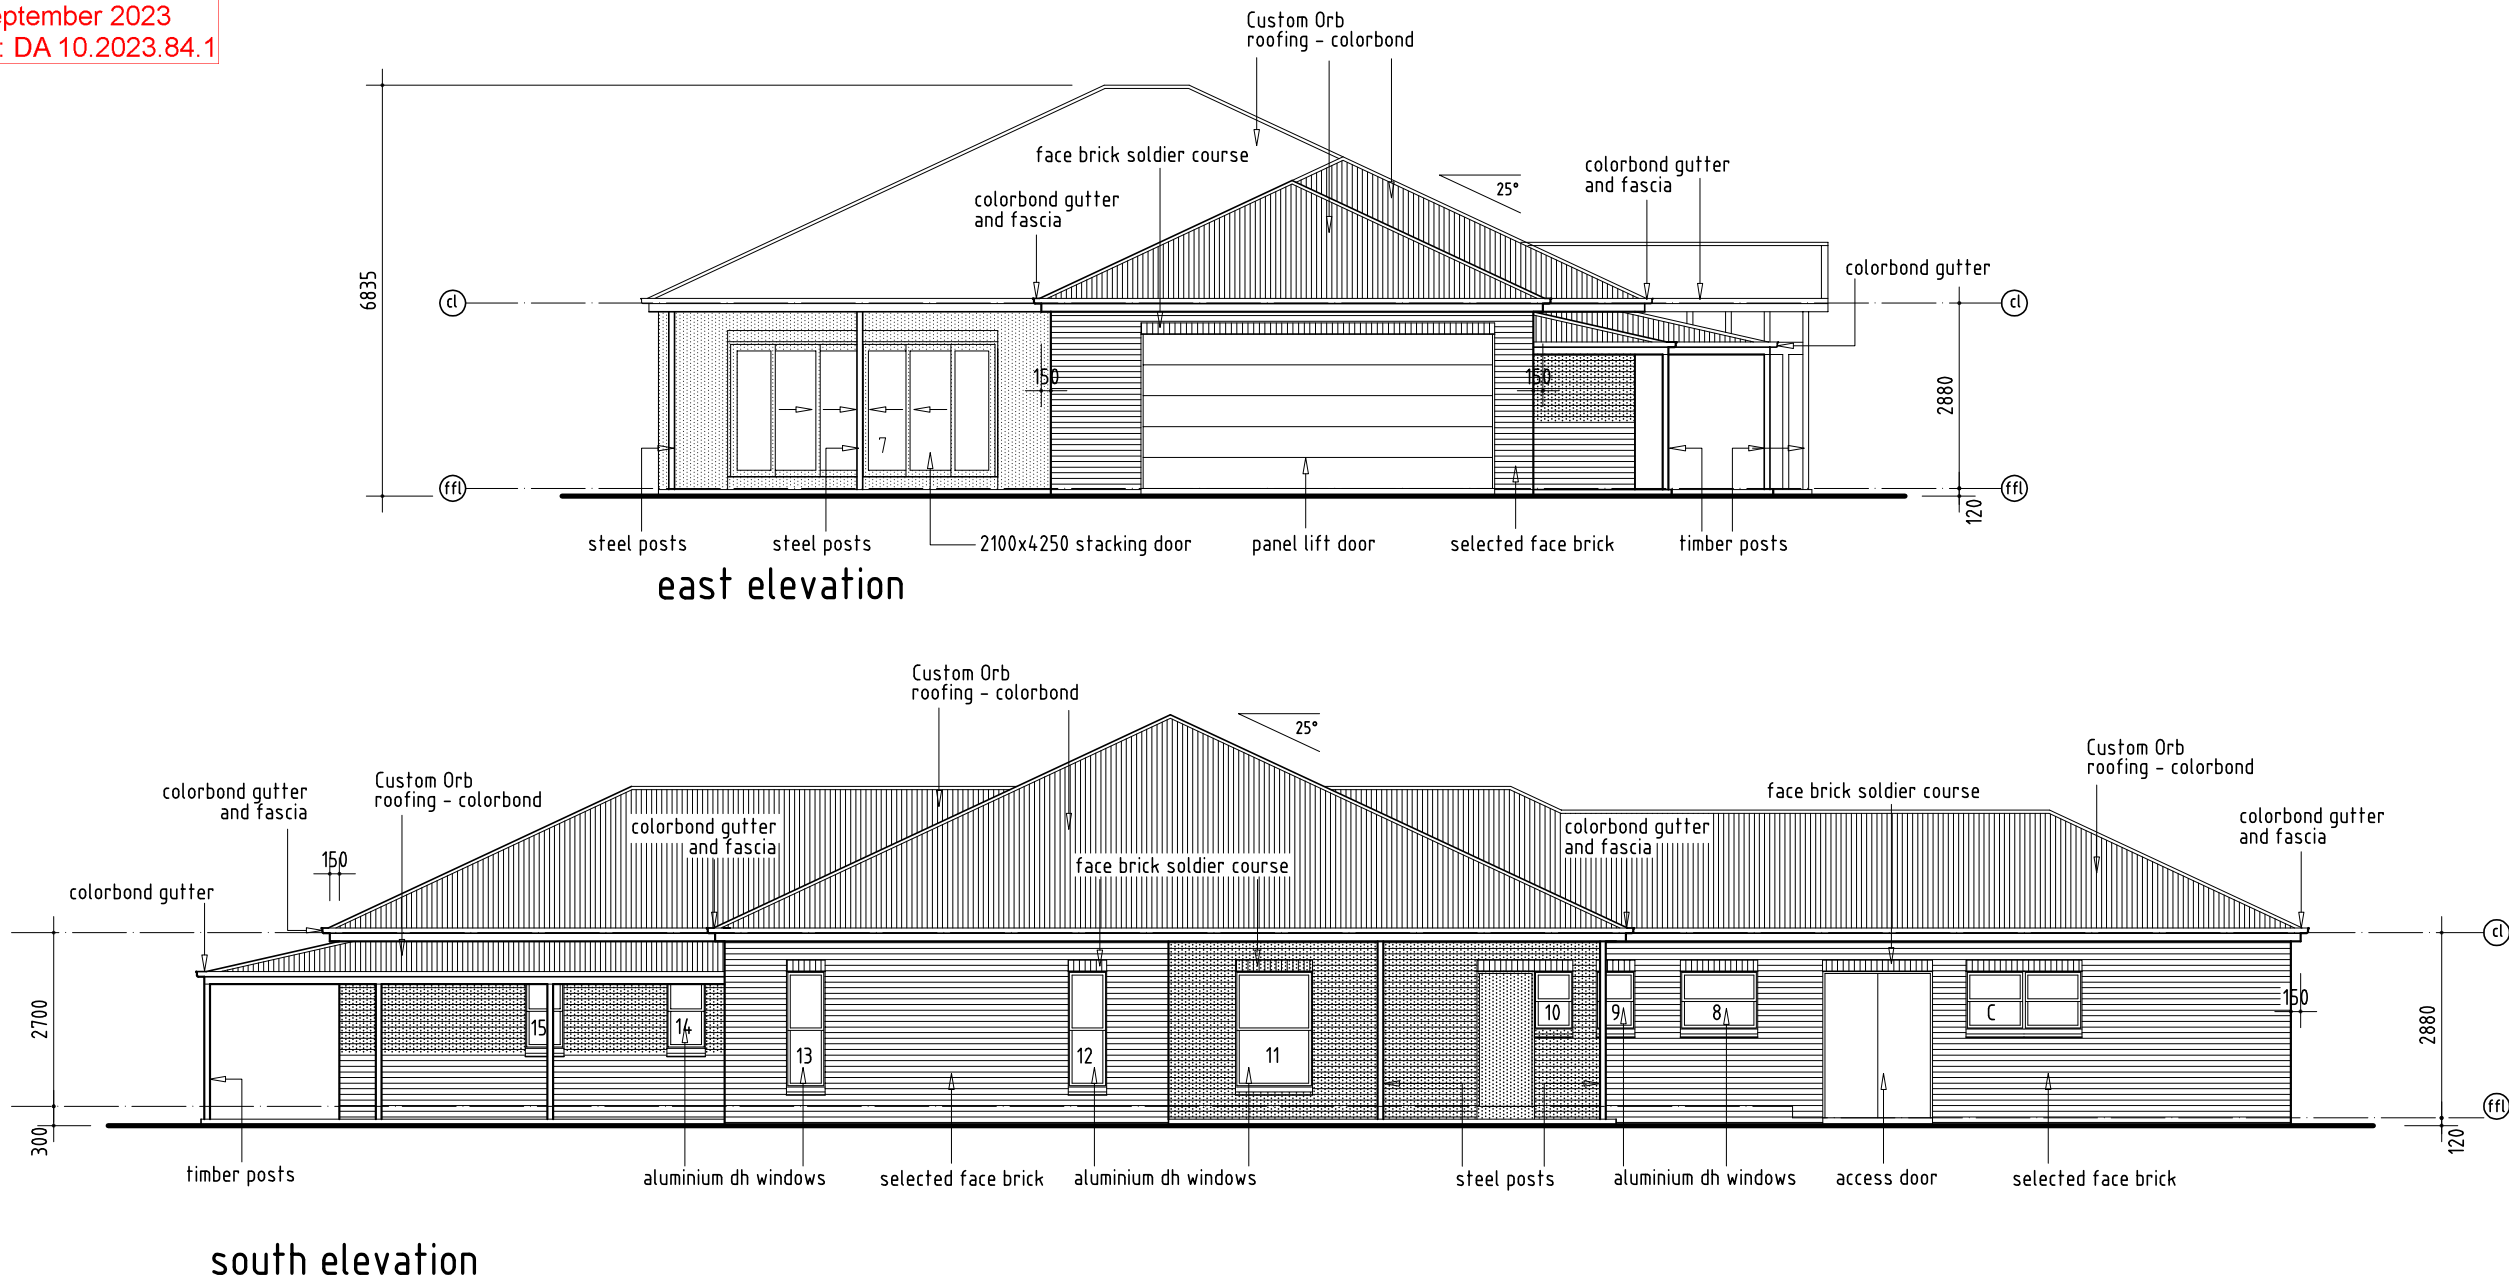 eptember 2023
: DA 10.2023.84.1
Custom Orb
roofing - colorbond
face brick soldier course
colorbond gutter
and fascia
25°
colorbond gutter
and fascia
colorbond gutter
6835
cl
cl
150
150
2880
7
ffl
ffl
120
steel posts
steel posts
2100x4250 stacking door
panel lift door
selected face brick
timber posts
east elevation
Custom Orb
roofing - colorbond
25°
Custom Orb
roofing - colorbond
colorbond gutter
and fascia
Custom Orb
roofing - colorbond
face brick soldier course
colorbond gutter
and fascia
colorbond gutter
and fascia
colorbond gutter
and fascia
150
face brick soldier course
colorbond gutter
cl
150
2700
2880
15
14
13
12
11
10
9
8
C
ffl
300
120
timber posts
aluminium dh windows
selected face brick
aluminium dh windows
steel posts
aluminium dh windows
access door
selected face brick
south elevation